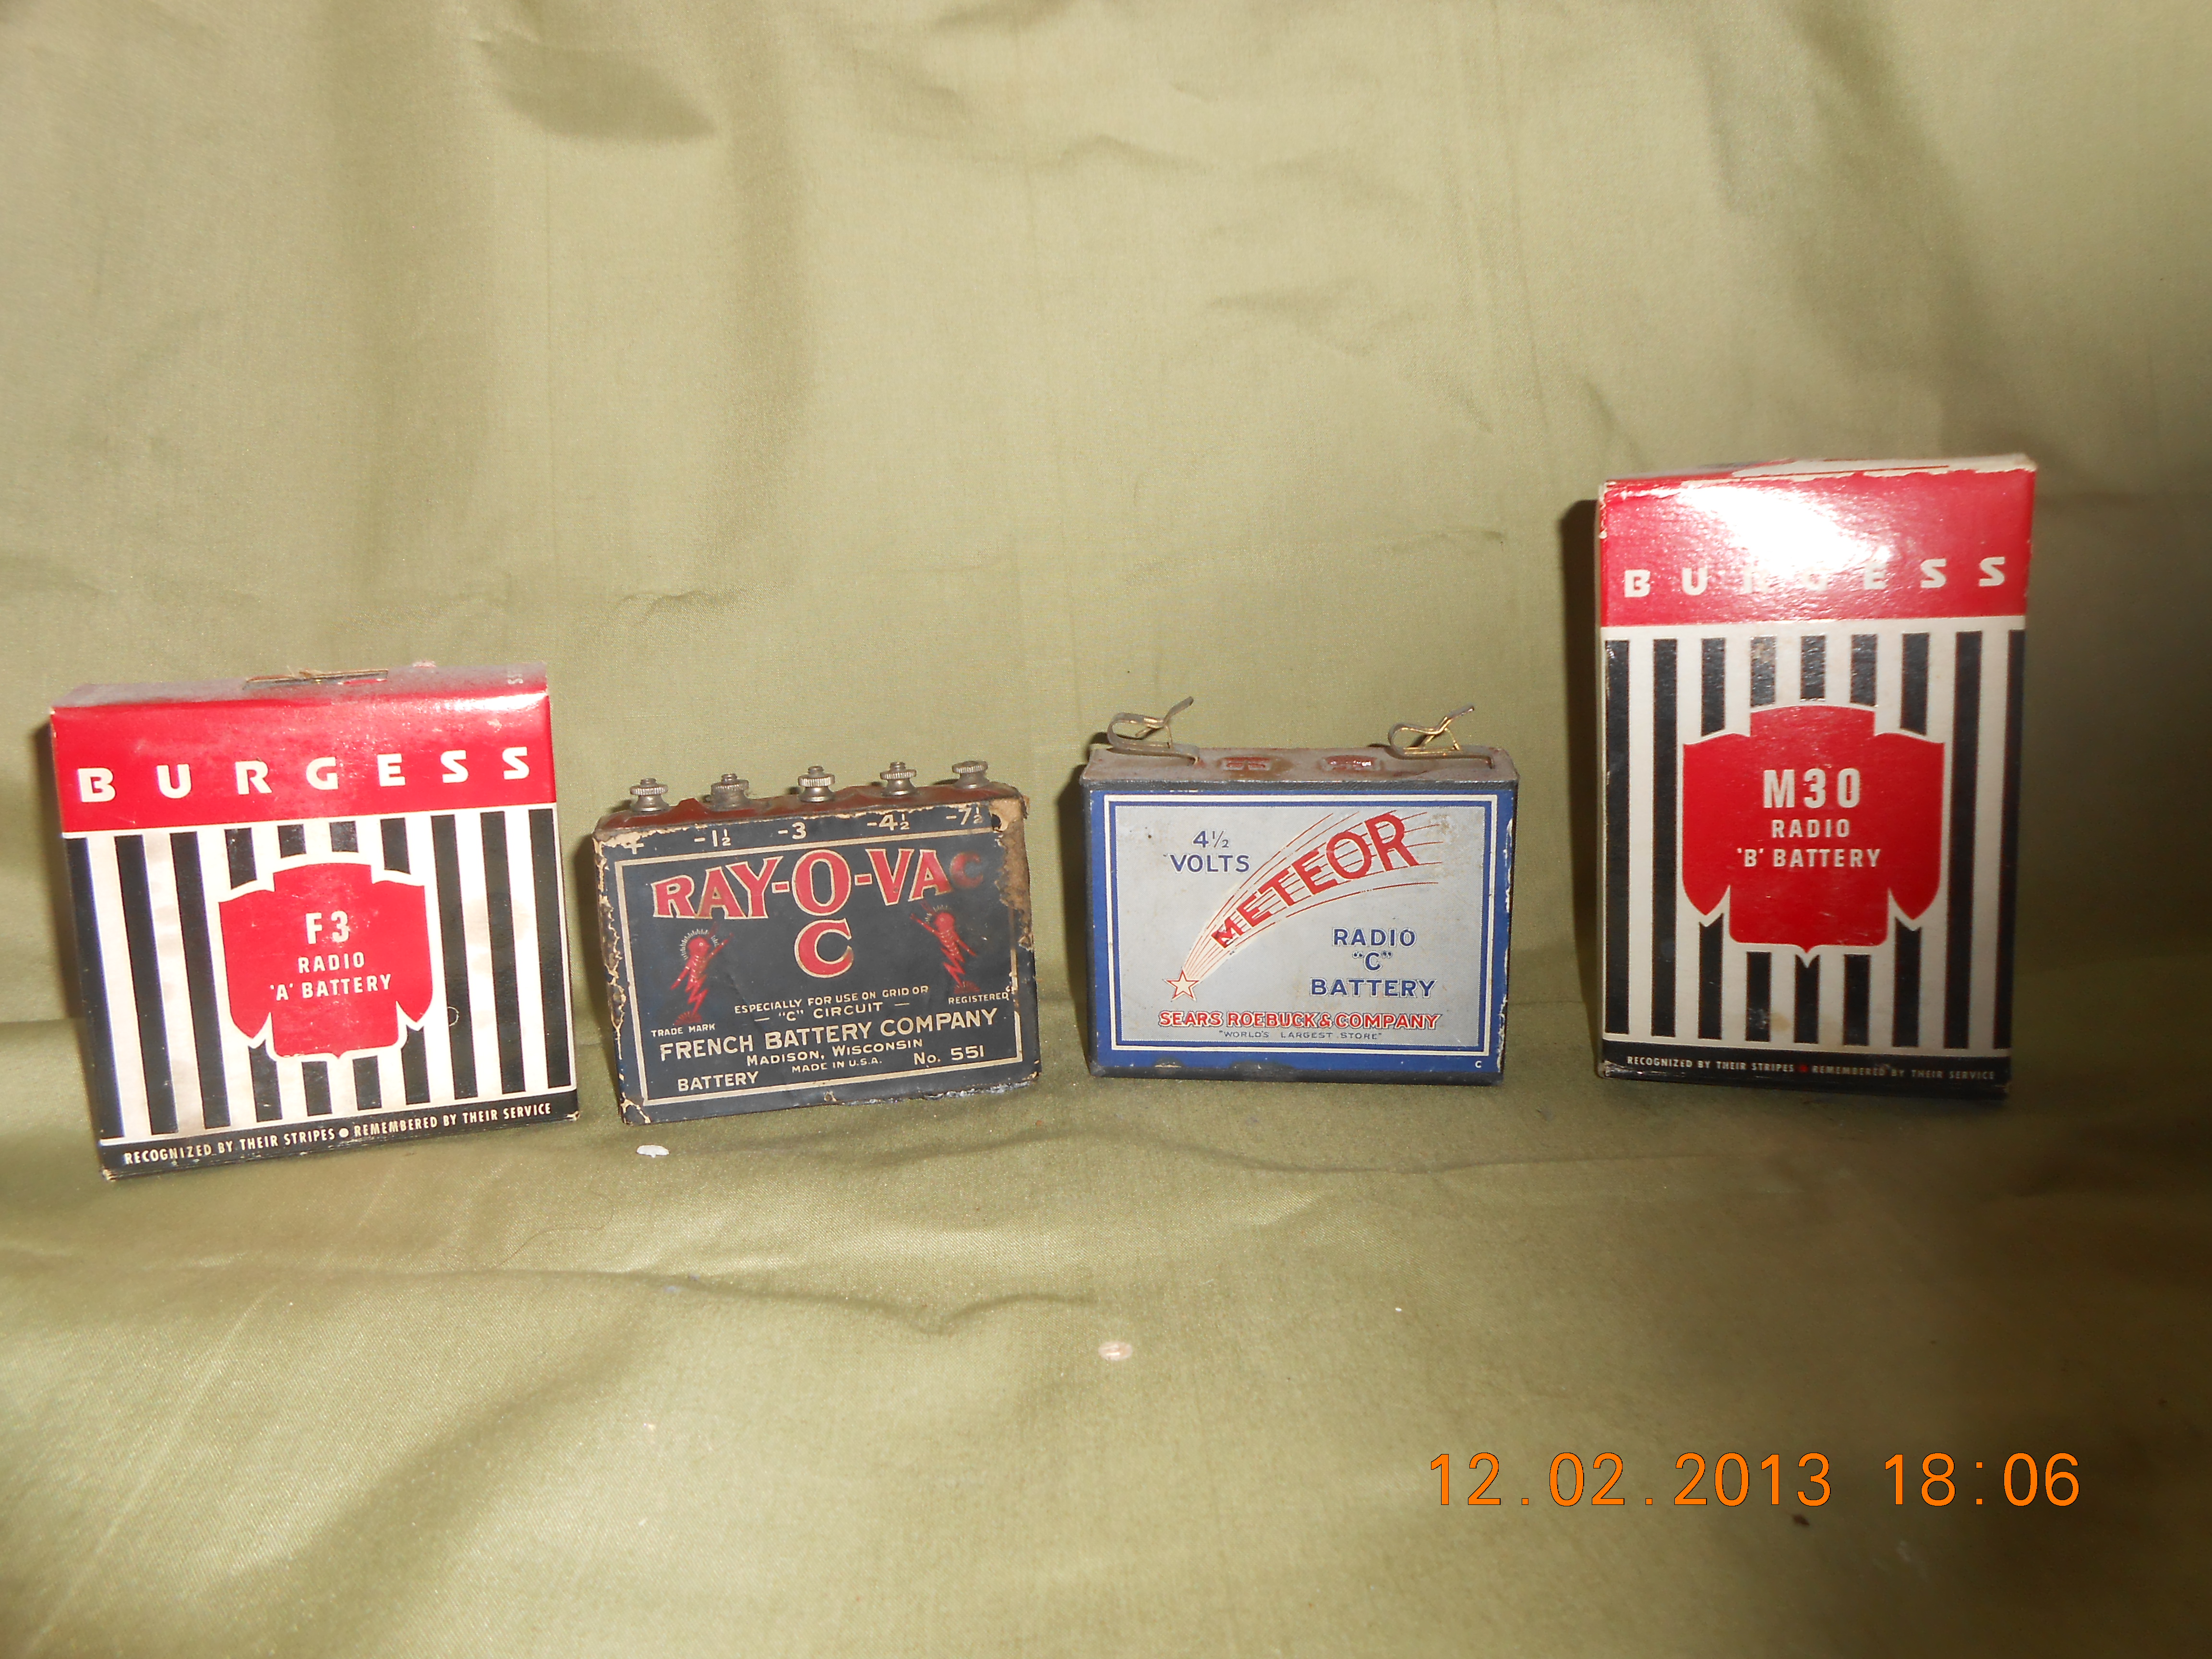 BURGESS
F3
RADIO
'A' BATTERY
RECOGNIZED BY THEIR STRIPES ● REMEMBERED BY THEIR SERVICE
+ -1½ -3 -4½ -7½
RAY-O-VAC
C
ESPECIALLY FOR USE ON GRID OR
— "C" CIRCUIT —
TRADE MARK REGISTERED
FRENCH BATTERY COMPANY
MADISON, WISCONSIN
MADE IN U.S.A.
BATTERY No. 551
4½
VOLTS
METEOR
RADIO
"C"
BATTERY
SEARS ROEBUCK & COMPANY
"WORLD'S LARGEST STORE"
C
BURGESS
M30
RADIO
'B' BATTERY
RECOGNIZED BY THEIR STRIPES ● REMEMBERED BY THEIR SERVICE
12.02.2013 18:06